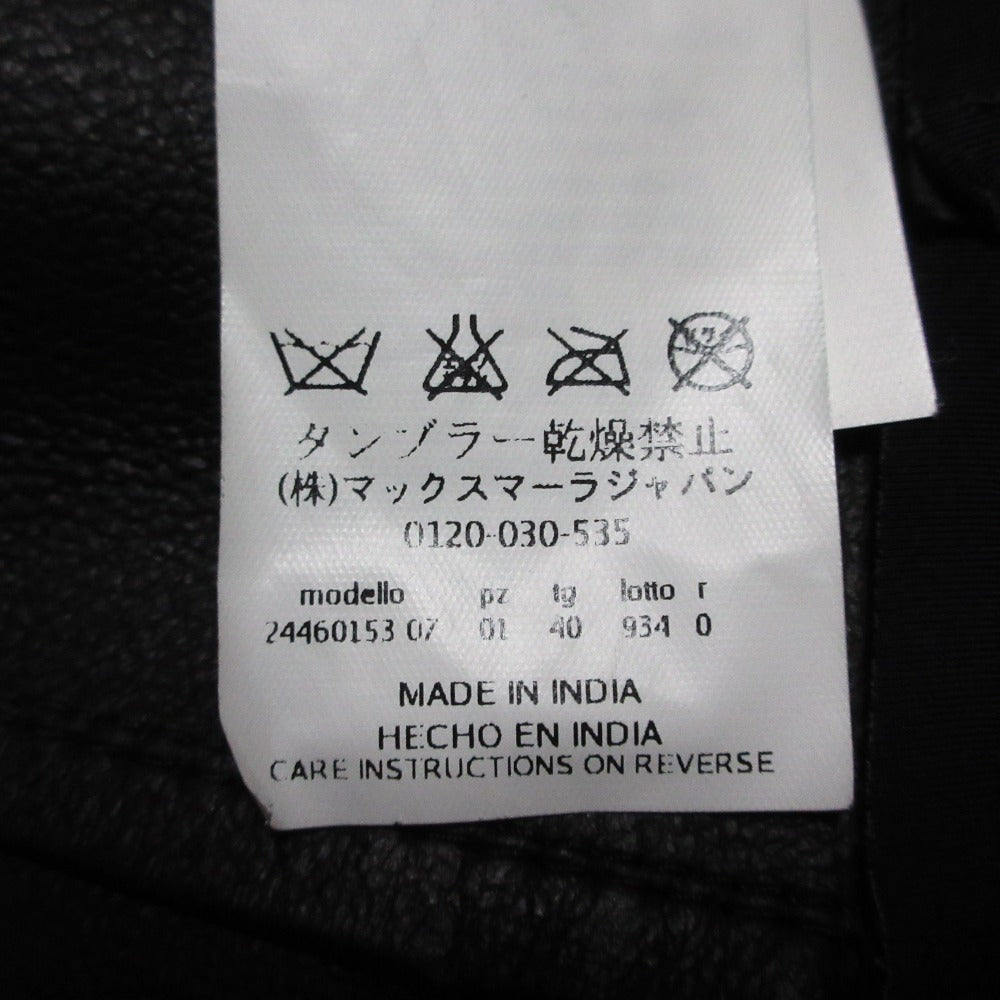 タンブラー乾燥禁止
(株)マックスマーラジャパン
0120-030-535
modello pz tg lotto r
24460153 07 01 40 934 0
MADE IN INDIA
HECHO EN INDIA
CARE INSTRUCTIONS ON REVERSE